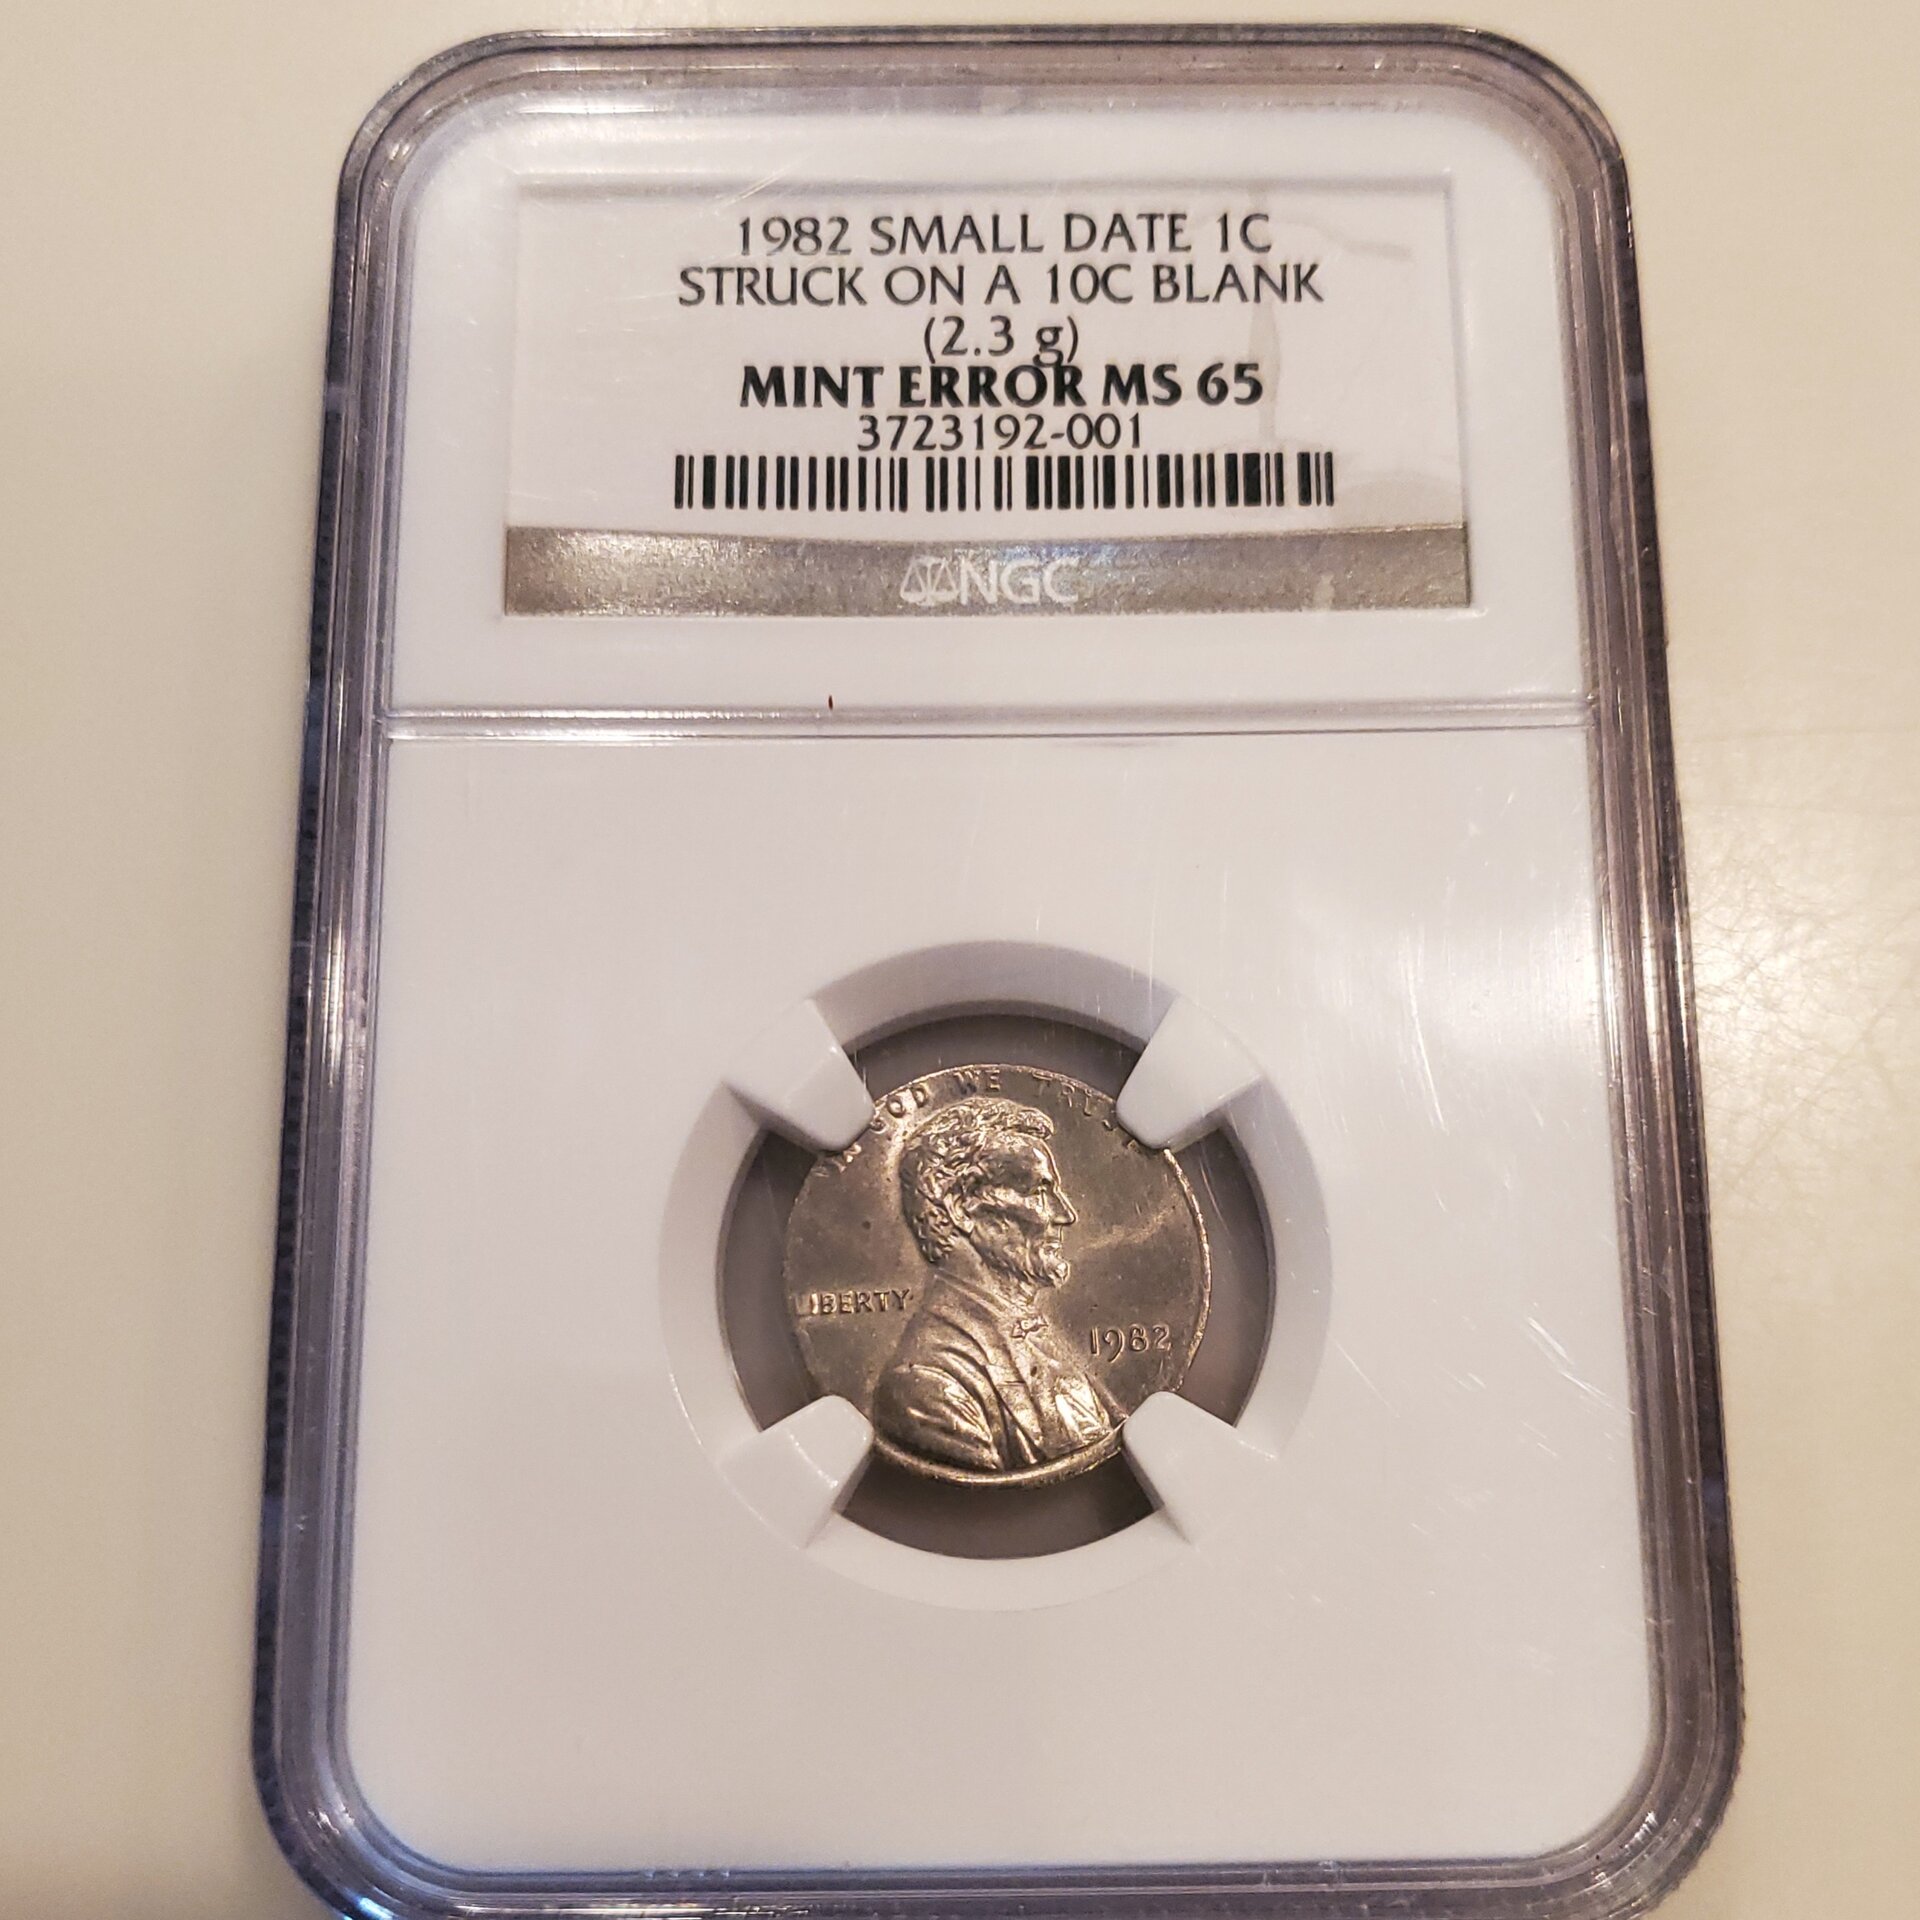 1982 SMALL DATE 1C
STRUCK ON A 10C BLANK
(2.3 g)
MINT ERROR MS 65
3723192-001
NGC
IN GOD WE TRUST
LIBERTY
1982